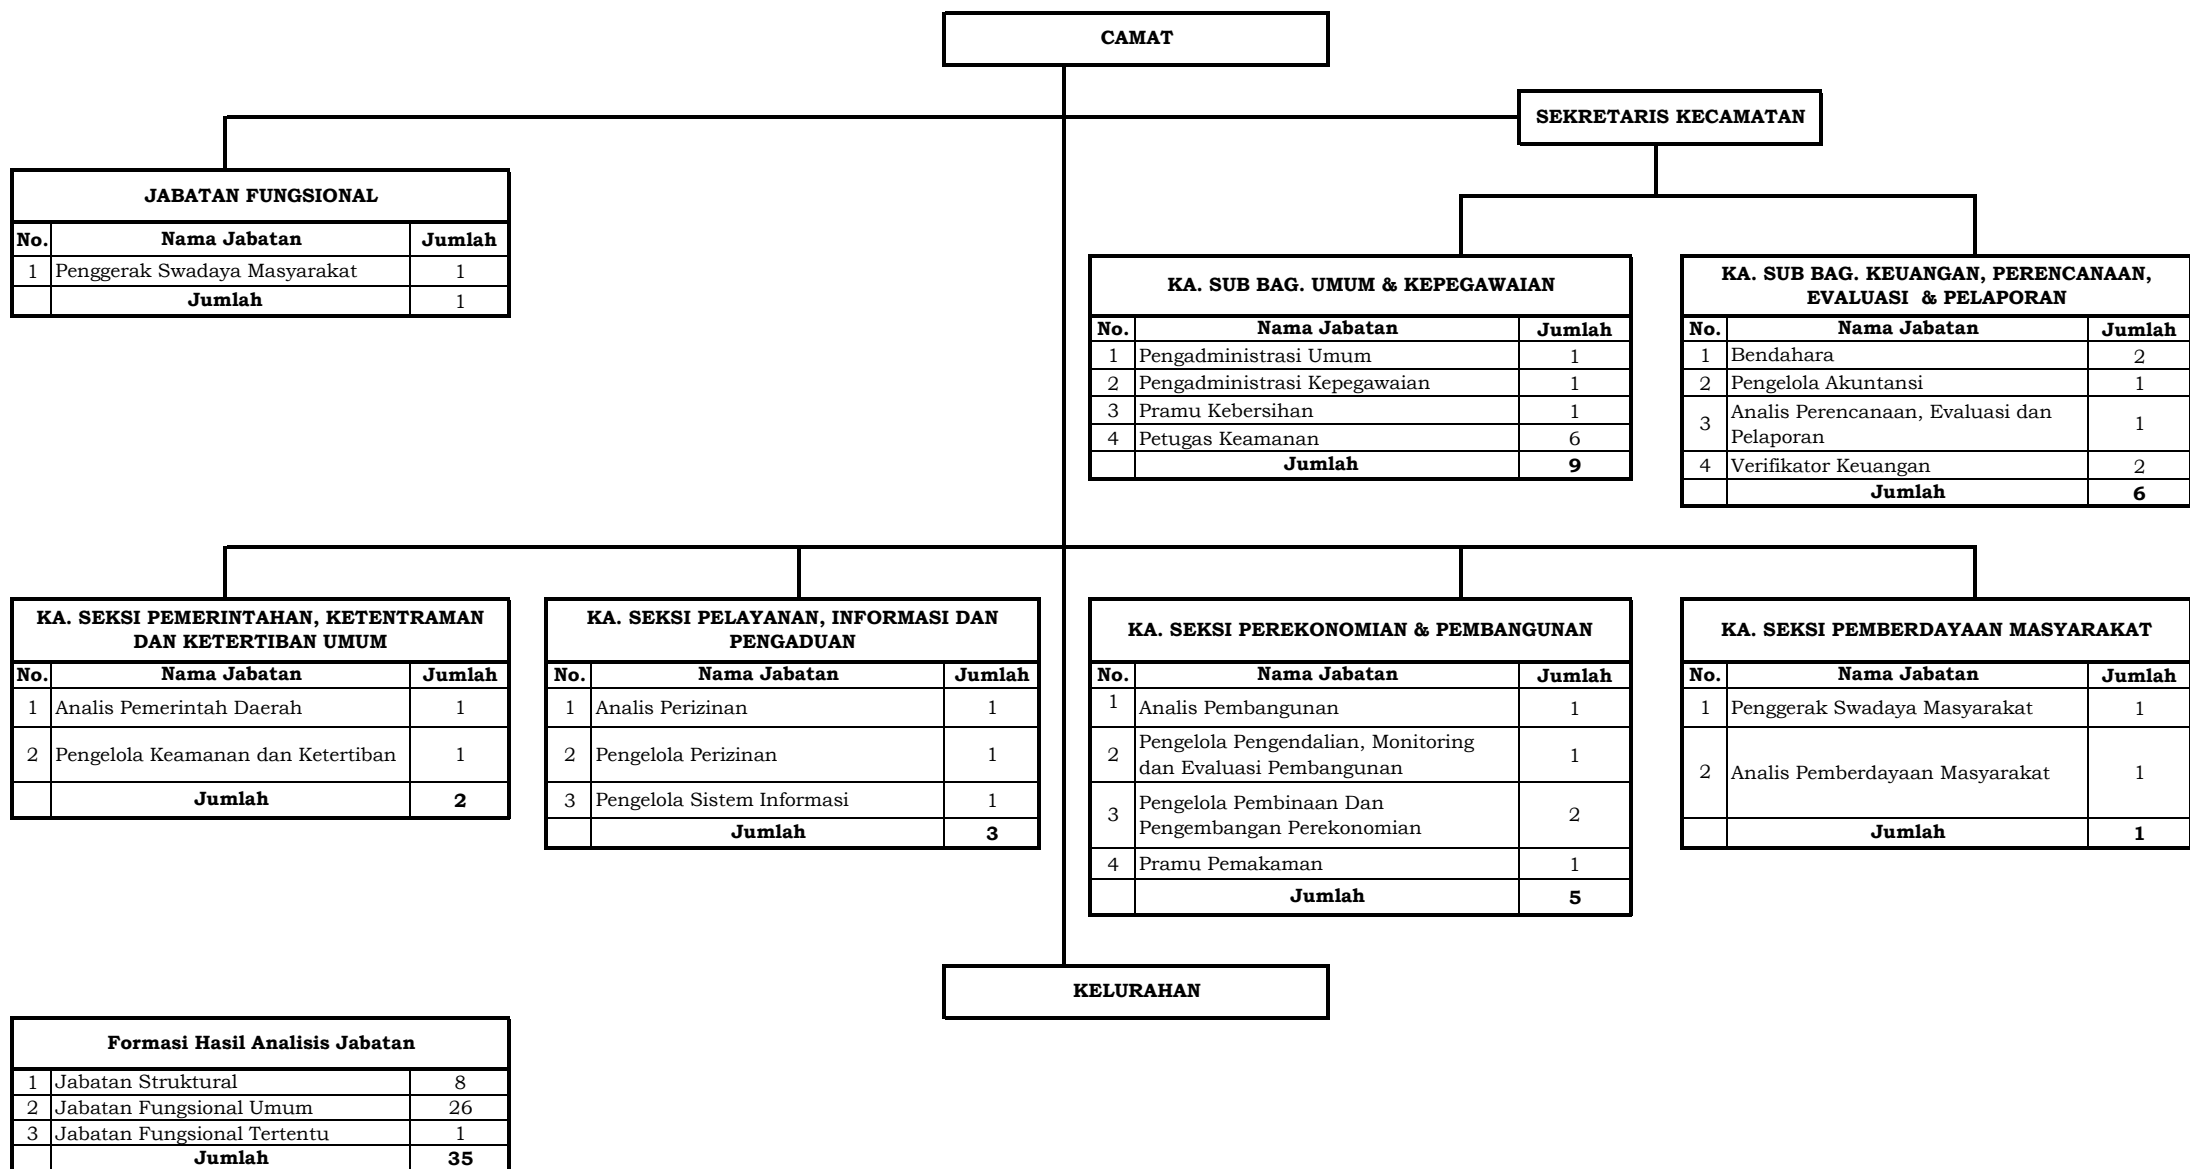 CAMAT
SEKRETARIS KECAMATAN
JABATAN FUNGSIONAL
No. Nama Jabatan Jumlah
1 Penggerak Swadaya Masyarakat 1
Jumlah 1
KA. SUB BAG. UMUM & KEPEGAWAIAN
No. Nama Jabatan Jumlah
1 Pengadministrasi Umum 1
2 Pengadministrasi Kepegawaian 1
3 Pramu Kebersihan 1
4 Petugas Keamanan 6
Jumlah 9
KA. SUB BAG. KEUANGAN, PERENCANAAN,
EVALUASI & PELAPORAN
No. Nama Jabatan Jumlah
1 Bendahara 2
2 Pengelola Akuntansi 1
3 Analis Perencanaan, Evaluasi dan
Pelaporan 1
4 Verifikator Keuangan 2
Jumlah 6
KA. SEKSI PEMERINTAHAN, KETENTRAMAN
DAN KETERTIBAN UMUM
No. Nama Jabatan Jumlah
1 Analis Pemerintah Daerah 1
2 Pengelola Keamanan dan Ketertiban 1
Jumlah 2
KA. SEKSI PELAYANAN, INFORMASI DAN
PENGADUAN
No. Nama Jabatan Jumlah
1 Analis Perizinan 1
2 Pengelola Perizinan 1
3 Pengelola Sistem Informasi 1
Jumlah 3
KA. SEKSI PEREKONOMIAN & PEMBANGUNAN
No. Nama Jabatan Jumlah
1 Analis Pembangunan 1
2 Pengelola Pengendalian, Monitoring
dan Evaluasi Pembangunan 1
3 Pengelola Pembinaan Dan
Pengembangan Perekonomian 2
4 Pramu Pemakaman 1
Jumlah 5
KA. SEKSI PEMBERDAYAAN MASYARAKAT
No. Nama Jabatan Jumlah
1 Penggerak Swadaya Masyarakat 1
2 Analis Pemberdayaan Masyarakat 1
Jumlah 1
KELURAHAN
Formasi Hasil Analisis Jabatan
1 Jabatan Struktural 8
2 Jabatan Fungsional Umum 26
3 Jabatan Fungsional Tertentu 1
Jumlah 35